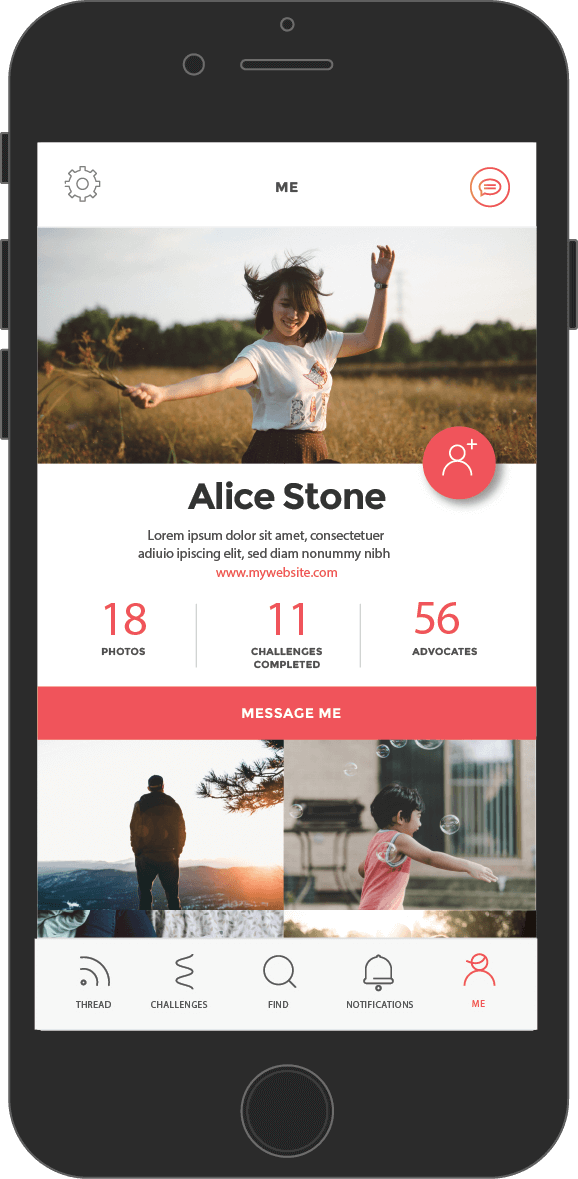 ME
Alice Stone
Lorem ipsum dolor sit amet, consectetuer
adiuio ipiscing elit, sed diam nonummy nibh
www.mywebsite.com
18
PHOTOS
11
CHALLENGES
COMPLETED
56
ADVOCATES
MESSAGE ME
THREAD
CHALLENGES
FIND
NOTIFICATIONS
ME